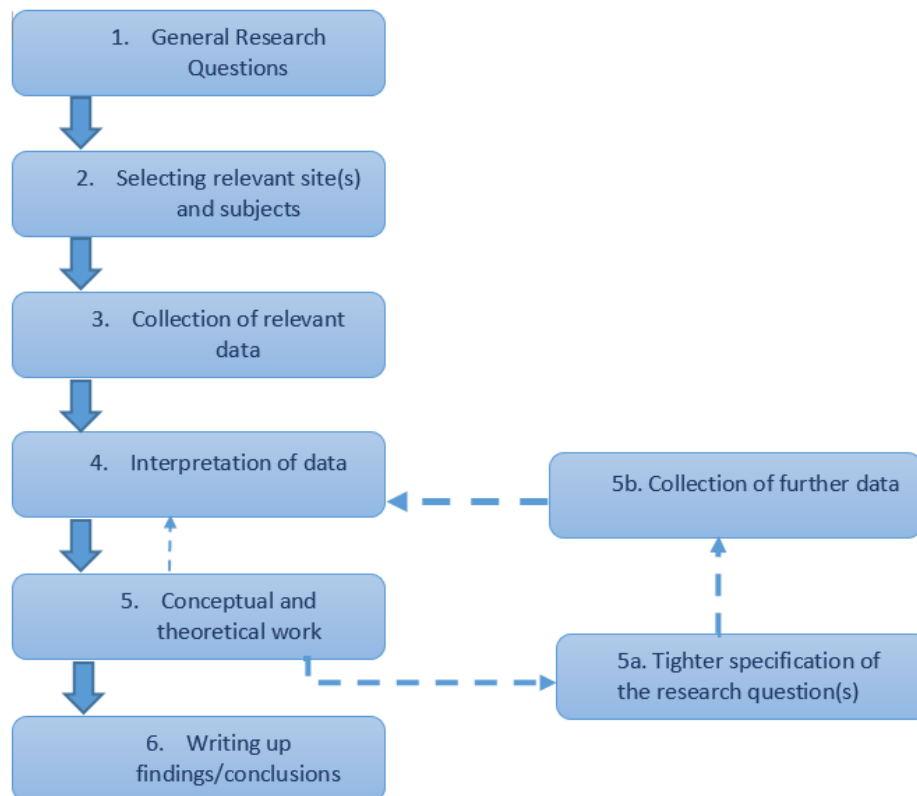 1. General Research
Questions
2. Selecting relevant site(s)
and subjects
3. Collection of relevant
data
4. Interpretation of data
5b. Collection of further data
5. Conceptual and
theoretical work
5a. Tighter specification of
the research question(s)
6. Writing up
findings/conclusions